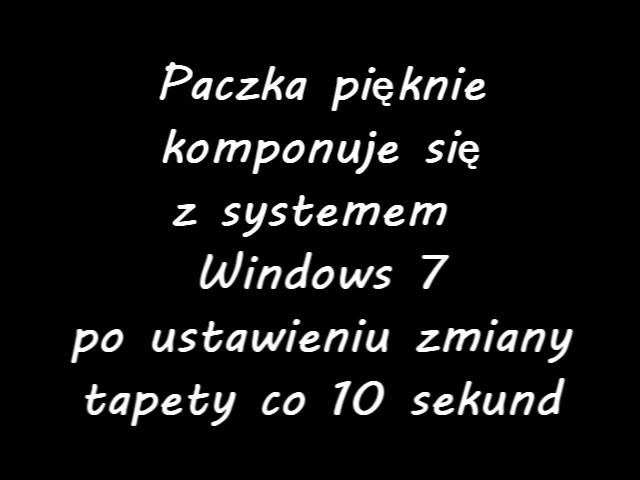 Paczka pięknie
komponuje się
z systemem
Windows 7
po ustawieniu zmiany
tapety co 10 sekund